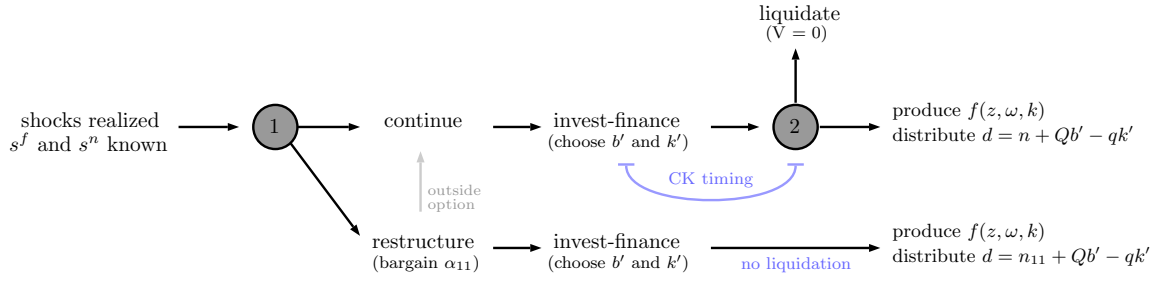 liquidate
(V = 0)
shocks realized
s^f and s^n known
1
continue
invest-finance
(choose b′ and k′)
2
produce f(z, ω, k)
distribute d = n + Qb′ − qk′
CK timing
outside
option
restructure
(bargain α₁₁)
invest-finance
(choose b′ and k′)
no liquidation
produce f(z, ω, k)
distribute d = n₁₁ + Qb′ − qk′